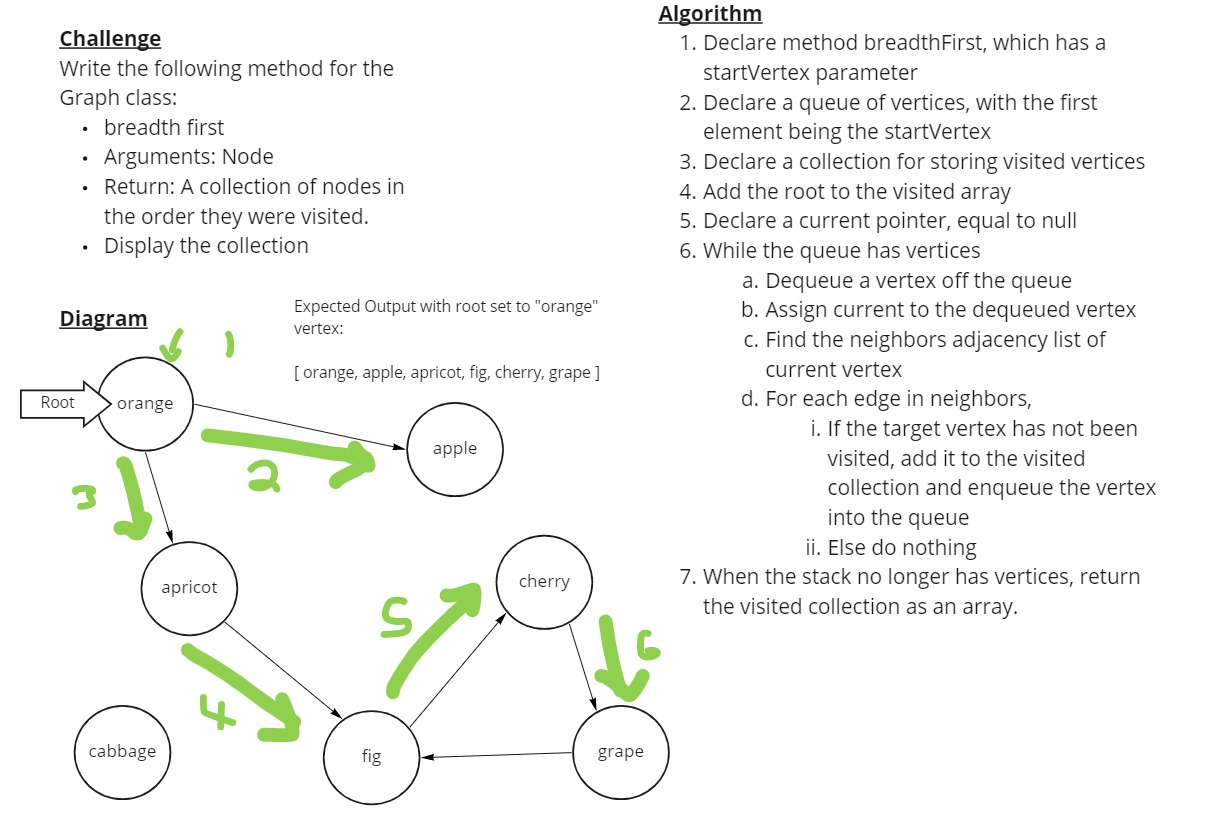 Challenge
Write the following method for the
Graph class:
• breadth first
• Arguments: Node
• Return: A collection of nodes in
the order they were visited.
• Display the collection
Diagram
Expected Output with root set to "orange"
vertex:
[ orange, apple, apricot, fig, cherry, grape ]
1
Root
orange
apple
2
3
apricot
cherry
5
6
4
cabbage
fig
grape
Algorithm
1. Declare method breadthFirst, which has a
startVertex parameter
2. Declare a queue of vertices, with the first
element being the startVertex
3. Declare a collection for storing visited vertices
4. Add the root to the visited array
5. Declare a current pointer, equal to null
6. While the queue has vertices
a. Dequeue a vertex off the queue
b. Assign current to the dequeued vertex
c. Find the neighbors adjacency list of
current vertex
d. For each edge in neighbors,
i. If the target vertex has not been
visited, add it to the visited
collection and enqueue the vertex
into the queue
ii. Else do nothing
7. When the stack no longer has vertices, return
the visited collection as an array.